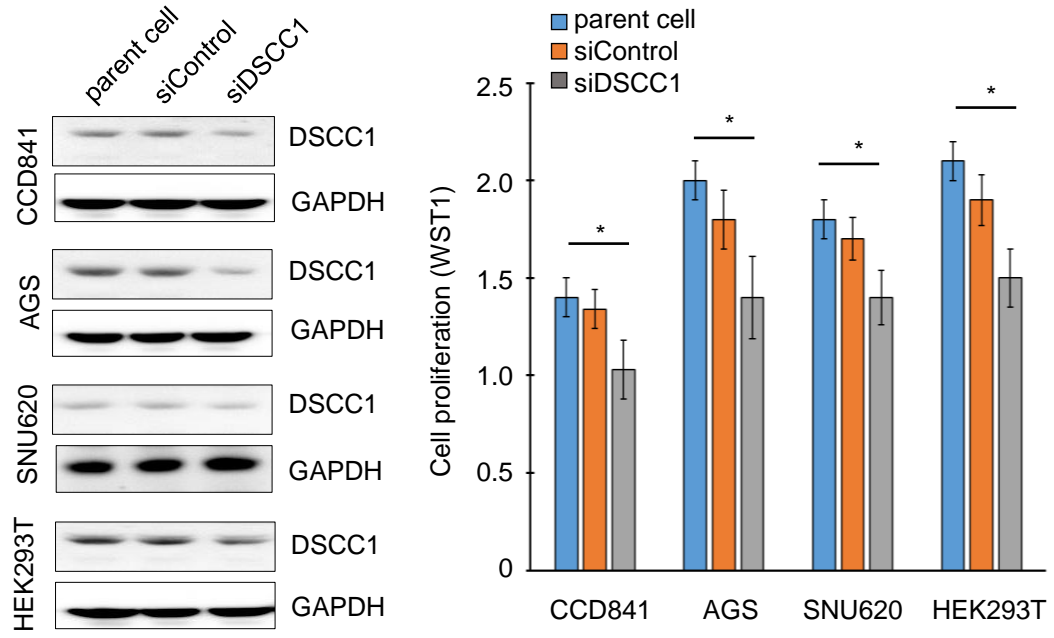 parent cell
siControl
siDSCC1
CCD841
DSCC1
GAPDH
AGS
DSCC1
GAPDH
SNU620
DSCC1
GAPDH
HEK293T
DSCC1
GAPDH
parent cell
siControl
siDSCC1
Cell proliferation (WST1)
2.5
2.0
1.5
1.0
0.5
0
*
*
*
*
CCD841 AGS SNU620 HEK293T